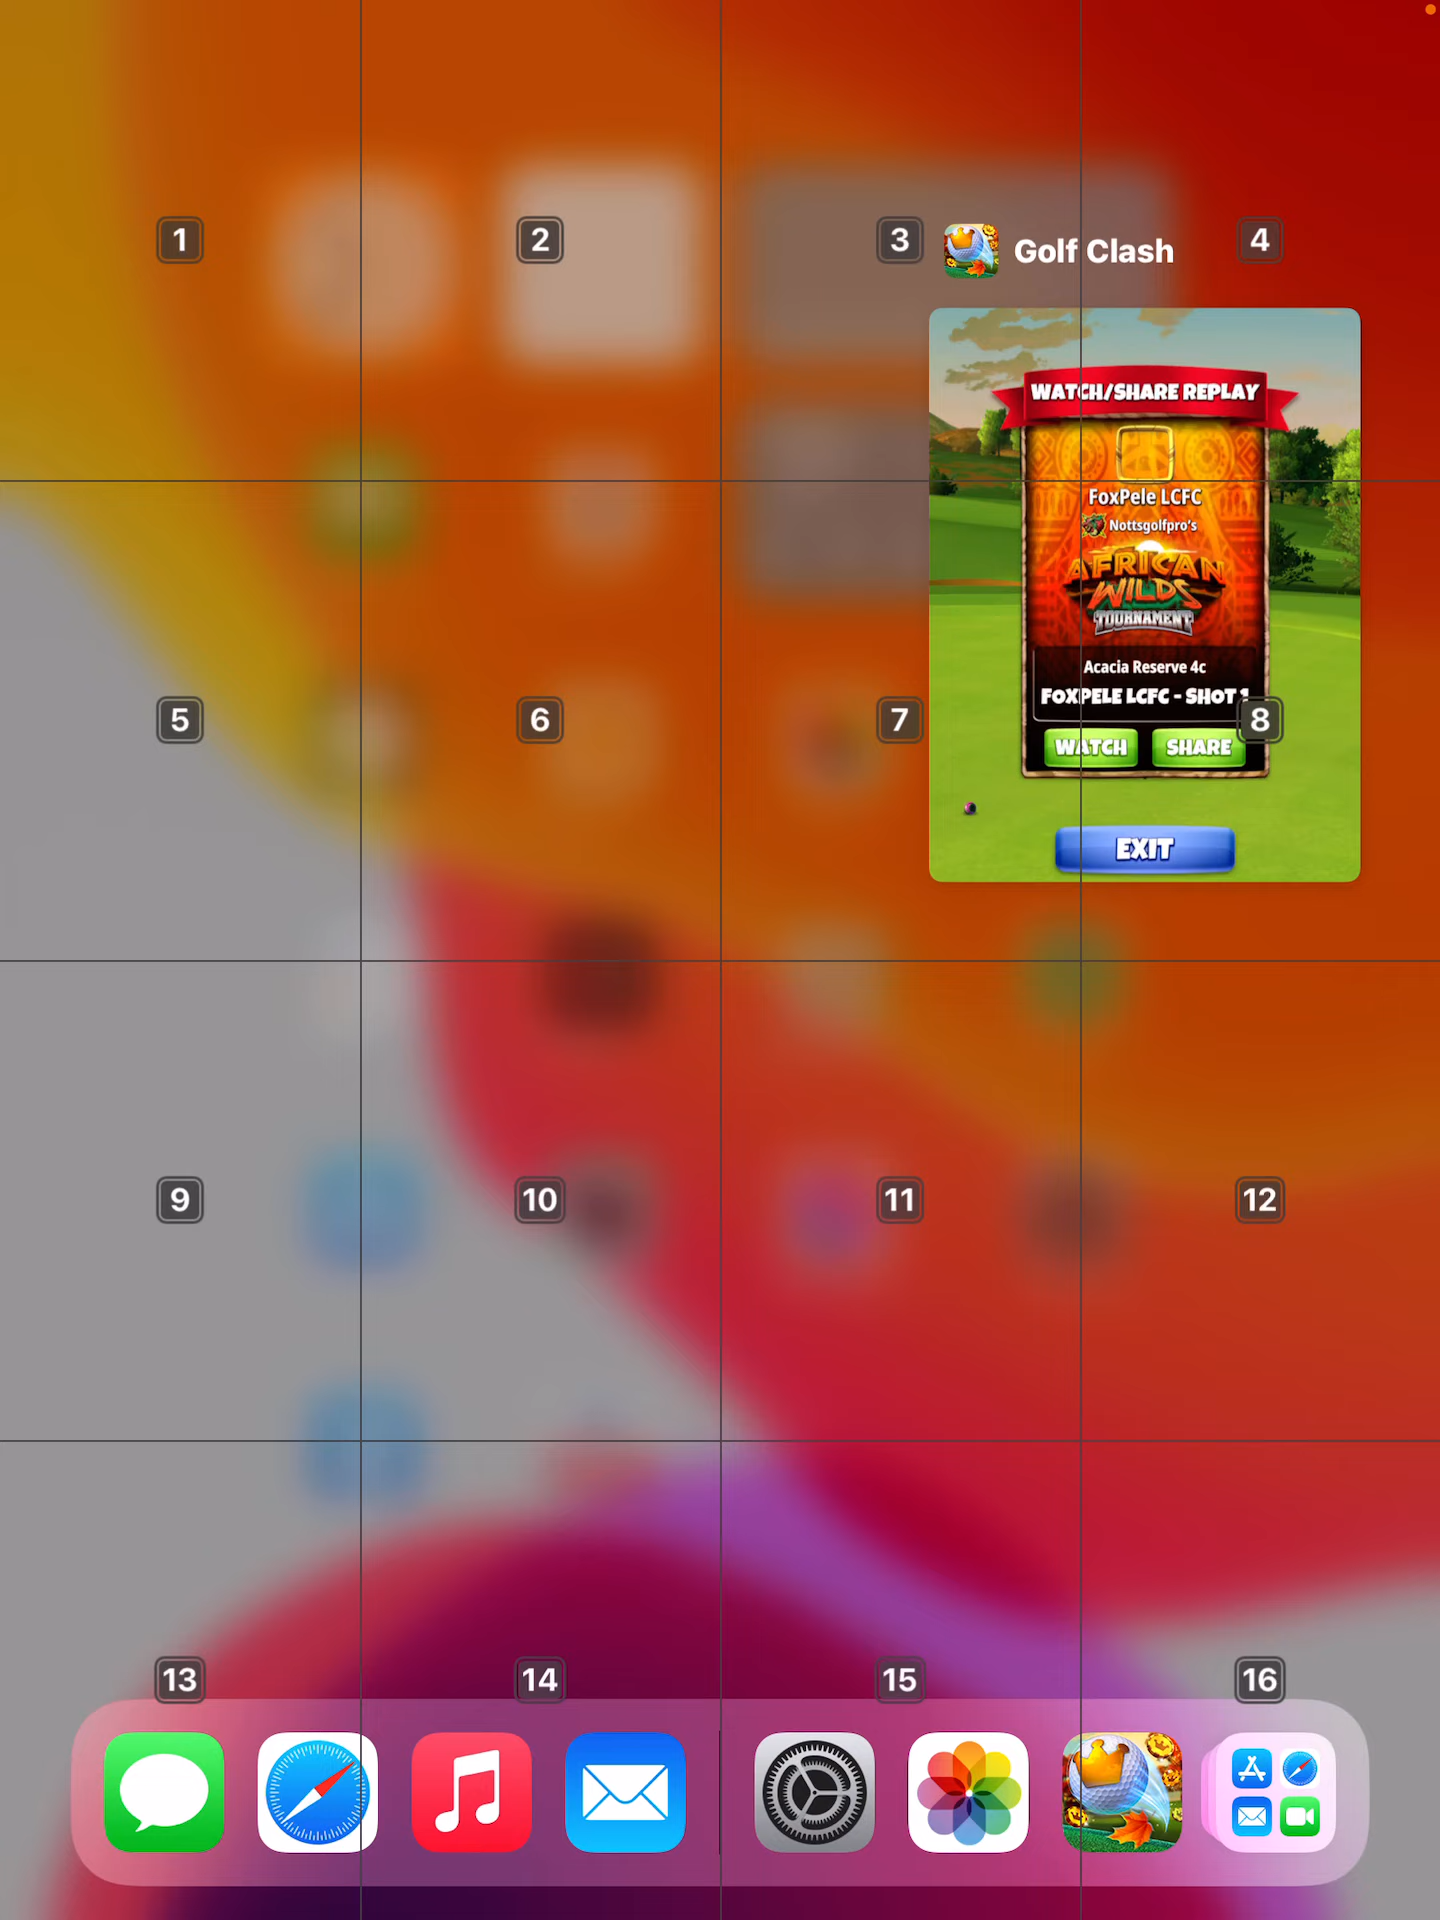 1
2
3
Golf Clash
4
WATCH/SHARE REPLAY
FoxPele LCFC
Nottsgolfpro's
AFRICAN
WILDS
TOURNAMENT
Acacia Reserve 4c
FOXPELE LCFC - SHOT 1
5
6
7
8
WATCH
SHARE
EXIT
9
10
11
12
13
14
15
16